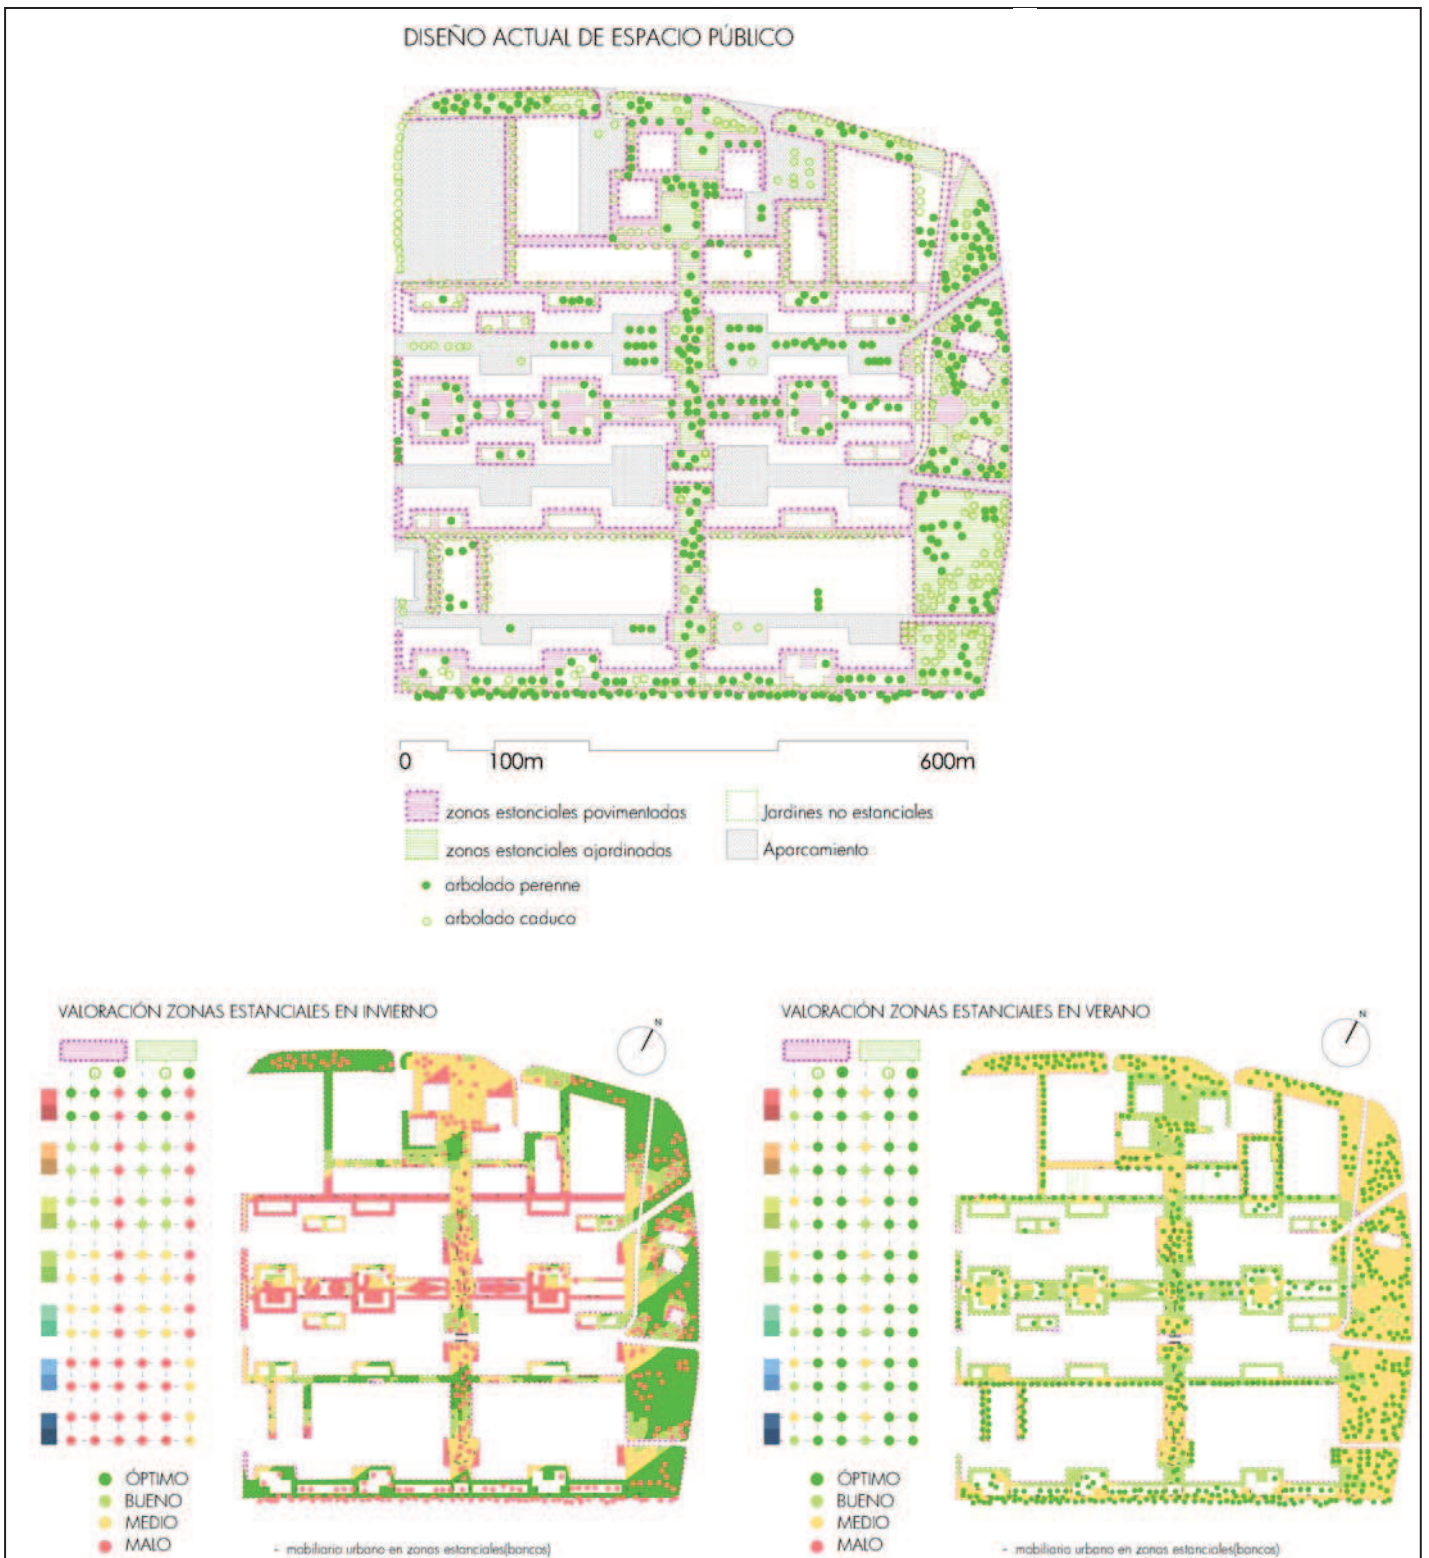 DISEÑO ACTUAL DE ESPACIO PÚBLICO
0 100m 600m
zonas estanciales pavimentadas
Jardines no estanciales
zonas estanciales ajardinadas
Aparcamiento
arbolado perenne
arbolado caduco
VALORACIÓN ZONAS ESTANCIALES EN INVIERNO
N
ÓPTIMO
BUENO
MEDIO
MALO
- mobiliario urbano en zonas estanciales(bancos)
VALORACIÓN ZONAS ESTANCIALES EN VERANO
N
ÓPTIMO
BUENO
MEDIO
MALO
- mobiliario urbano en zonas estanciales(bancos)